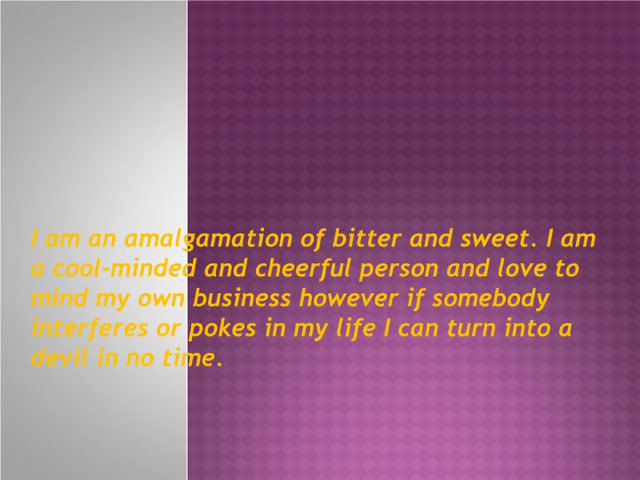 I am an amalgamation of bitter and sweet. I am
a cool-minded and cheerful person and love to
mind my own business however if somebody
interferes or pokes in my life I can turn into a
devil in no time.